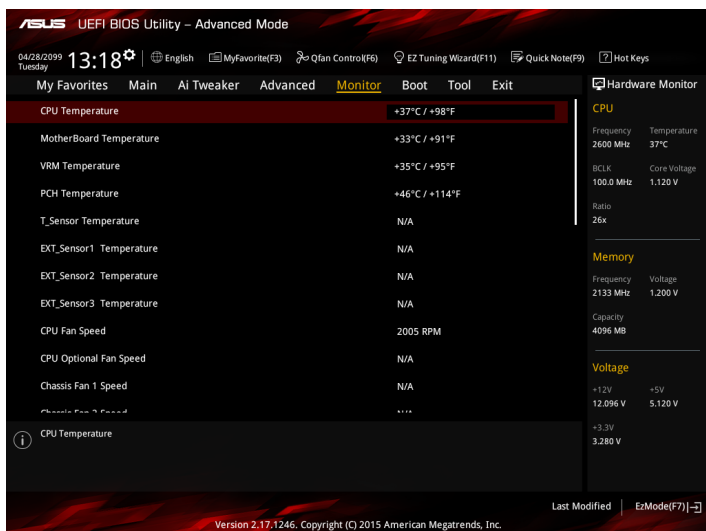 ASUS UEFI BIOS Utility – Advanced Mode
04/28/2099 Tuesday 13:18 English MyFavorite(F3) Qfan Control(F6) EZ Tuning Wizard(F11) Quick Note(F9) ? Hot Keys
My Favorites Main Ai Tweaker Advanced Monitor Boot Tool Exit
CPU Temperature +37°C / +98°F
MotherBoard Temperature +33°C / +91°F
VRM Temperature +35°C / +95°F
PCH Temperature +46°C / +114°F
T_Sensor Temperature N/A
EXT_Sensor1 Temperature N/A
EXT_Sensor2 Temperature N/A
EXT_Sensor3 Temperature N/A
CPU Fan Speed 2005 RPM
CPU Optional Fan Speed N/A
Chassis Fan 1 Speed N/A
Chassis Fan 2 Speed N/A
i CPU Temperature
Hardware Monitor
CPU
Frequency Temperature
2600 MHz 37°C
BCLK Core Voltage
100.0 MHz 1.120 V
Ratio
26x
Memory
Frequency Voltage
2133 MHz 1.200 V
Capacity
4096 MB
Voltage
+12V +5V
12.096 V 5.120 V
+3.3V
3.280 V
Last Modified EzMode(F7)
Version 2.17.1246. Copyright (C) 2015 American Megatrends, Inc.